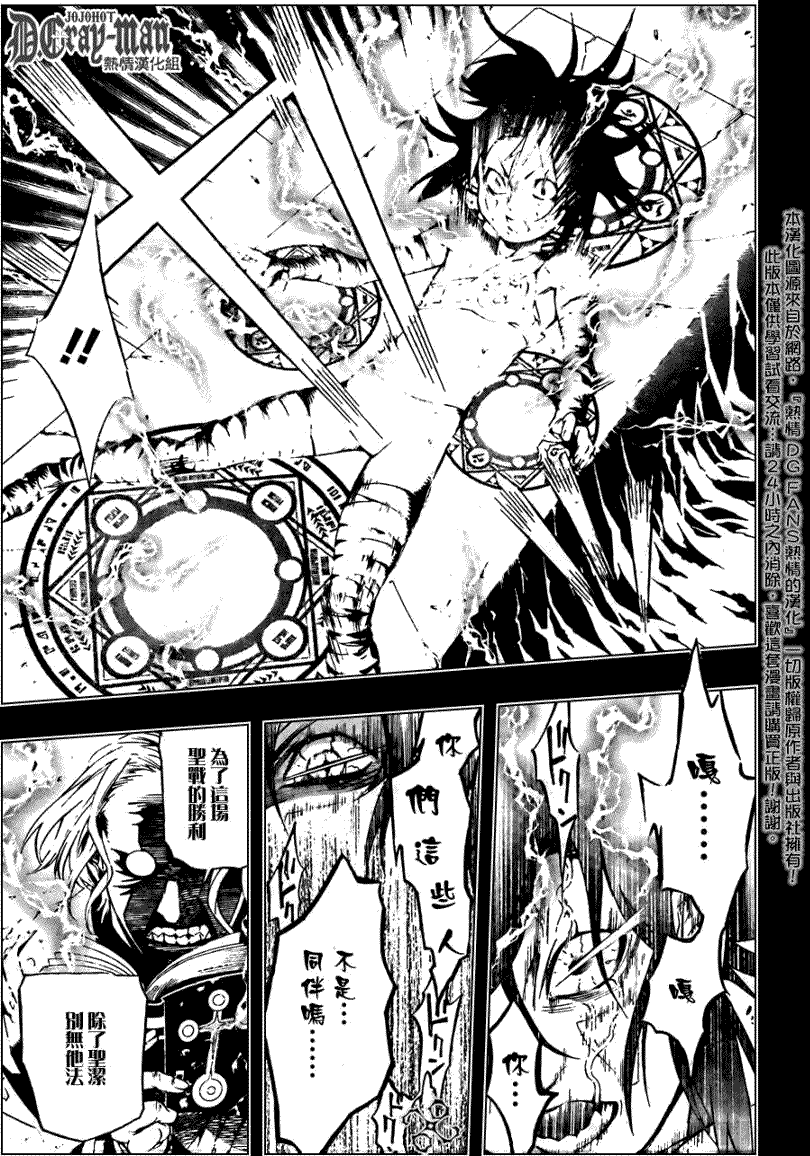 JOJOHOT
D.Gray-man
熱情漢化組
!!
嘎……
嘎
你……
ドクン
你們這些人
不是…
同伴嗎……
ドクン
ドクン
為了這場
聖戰的勝利
除了聖潔
別無他法
本漢化圖源來自於網路，『熱情DGFANS熱情的漢化』一切版權歸原作者與出版社擁有！
此版本僅供學習試看交流…請24小時之內消除，喜歡這套漫畫請購買正版！謝謝。